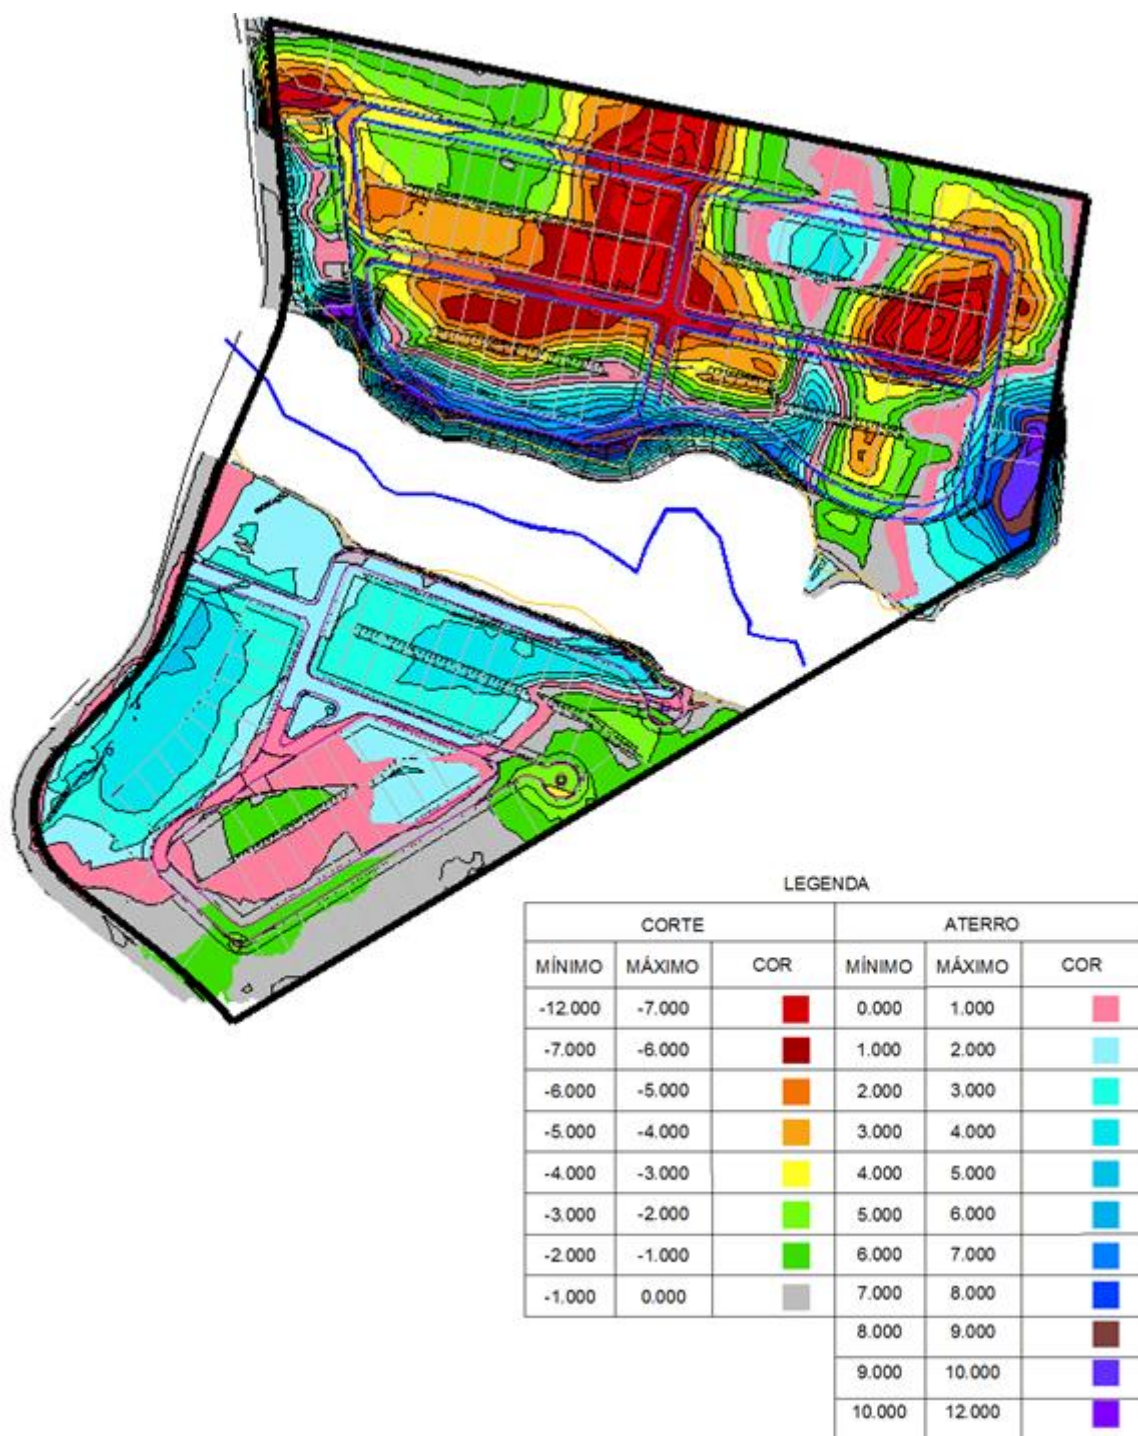 LEGENDA
CORTE ATERRO
MÍNIMO MÁXIMO COR MÍNIMO MÁXIMO COR
-12.000 -7.000 0.000 1.000
-7.000 -6.000 1.000 2.000
-6.000 -5.000 2.000 3.000
-5.000 -4.000 3.000 4.000
-4.000 -3.000 4.000 5.000
-3.000 -2.000 5.000 6.000
-2.000 -1.000 6.000 7.000
-1.000 0.000 7.000 8.000
8.000 9.000
9.000 10.000
10.000 12.000